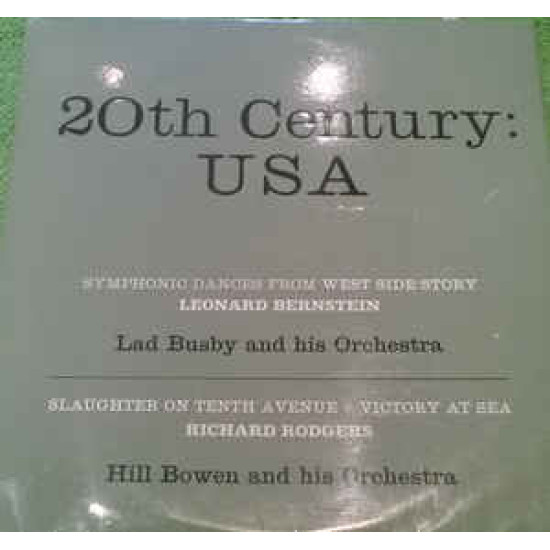 20th Century:
USA
SYMPHONIC DANCES FROM WEST SIDE STORY
LEONARD BERNSTEIN
Lad Busby and his Orchestra
SLAUGHTER ON TENTH AVENUE • VICTORY AT SEA
RICHARD RODGERS
Hill Bowen and his Orchestra